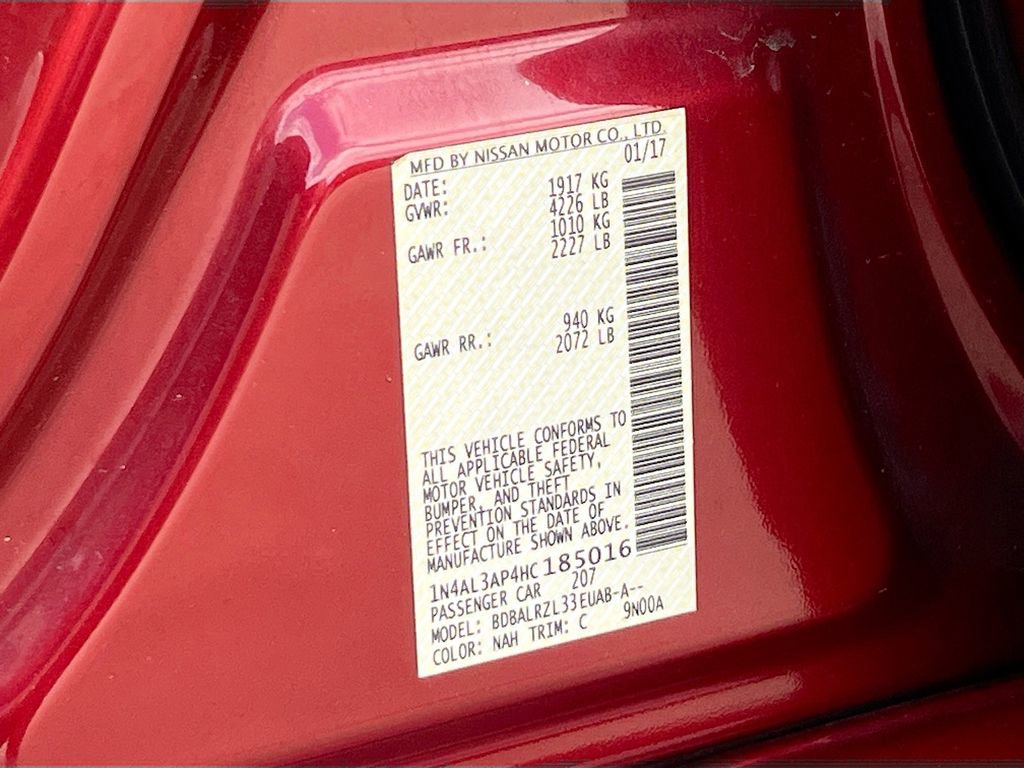 MFD BY NISSAN MOTOR CO., LTD.
DATE: 01/17
GVWR: 1917 KG
4226 LB
GAWR FR.: 1010 KG
2227 LB
GAWR RR.: 940 KG
2072 LB
THIS VEHICLE CONFORMS TO
ALL APPLICABLE FEDERAL
MOTOR VEHICLE SAFETY,
BUMPER, AND THEFT
PREVENTION STANDARDS IN
EFFECT ON THE DATE OF
MANUFACTURE SHOWN ABOVE.
1N4AL3AP4HC185016
PASSENGER CAR 207
MODEL: BDBALRZL33EUAB-A--
COLOR: NAH TRIM: C 9N00A